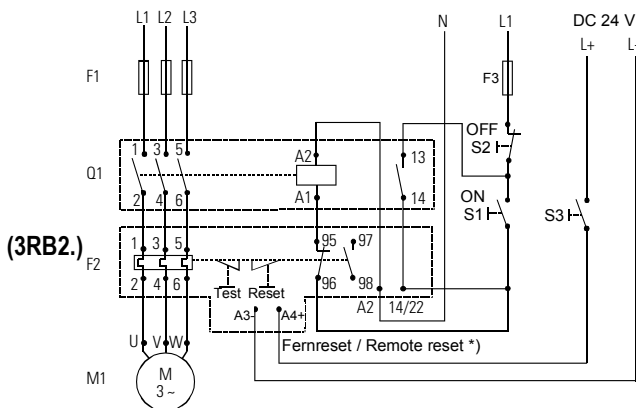 L1 L2 L3 N L1 DC 24 V
L+ L-
F1 F3
OFF
S2
1 3 5 A2 13
Q1
2 4 6 A1 14
ON
S1 S3
(3RB2.) F2
1 3 5 95 97
2 4 6 Test Reset 96 98
A3- A4+ A2 14/22
Fernreset / Remote reset *)
U V W
M1 M
3 ~